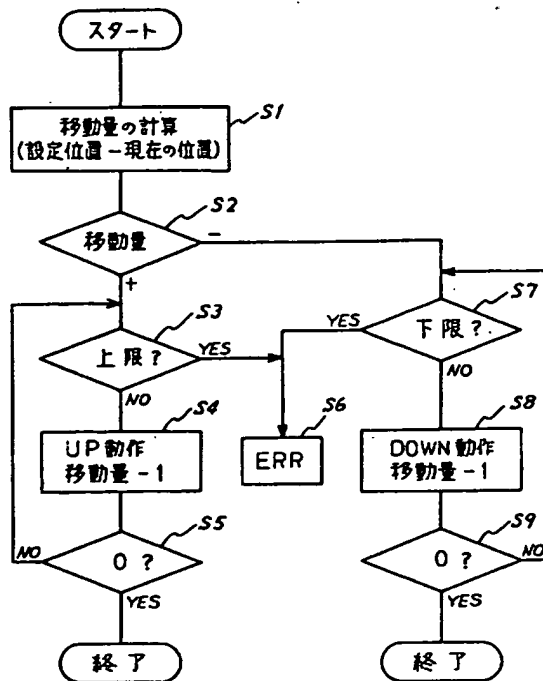 スタート
S1
移動量の計算
(設定位置-現在の位置)
S2
移動量
-
+
S3
上限?
YES
NO
S4
UP動作
移動量-1
S5
0?
NO
YES
終了
S6
ERR
S7
下限?
YES
NO
S8
DOWN動作
移動量-1
S9
0?
NO
YES
終了